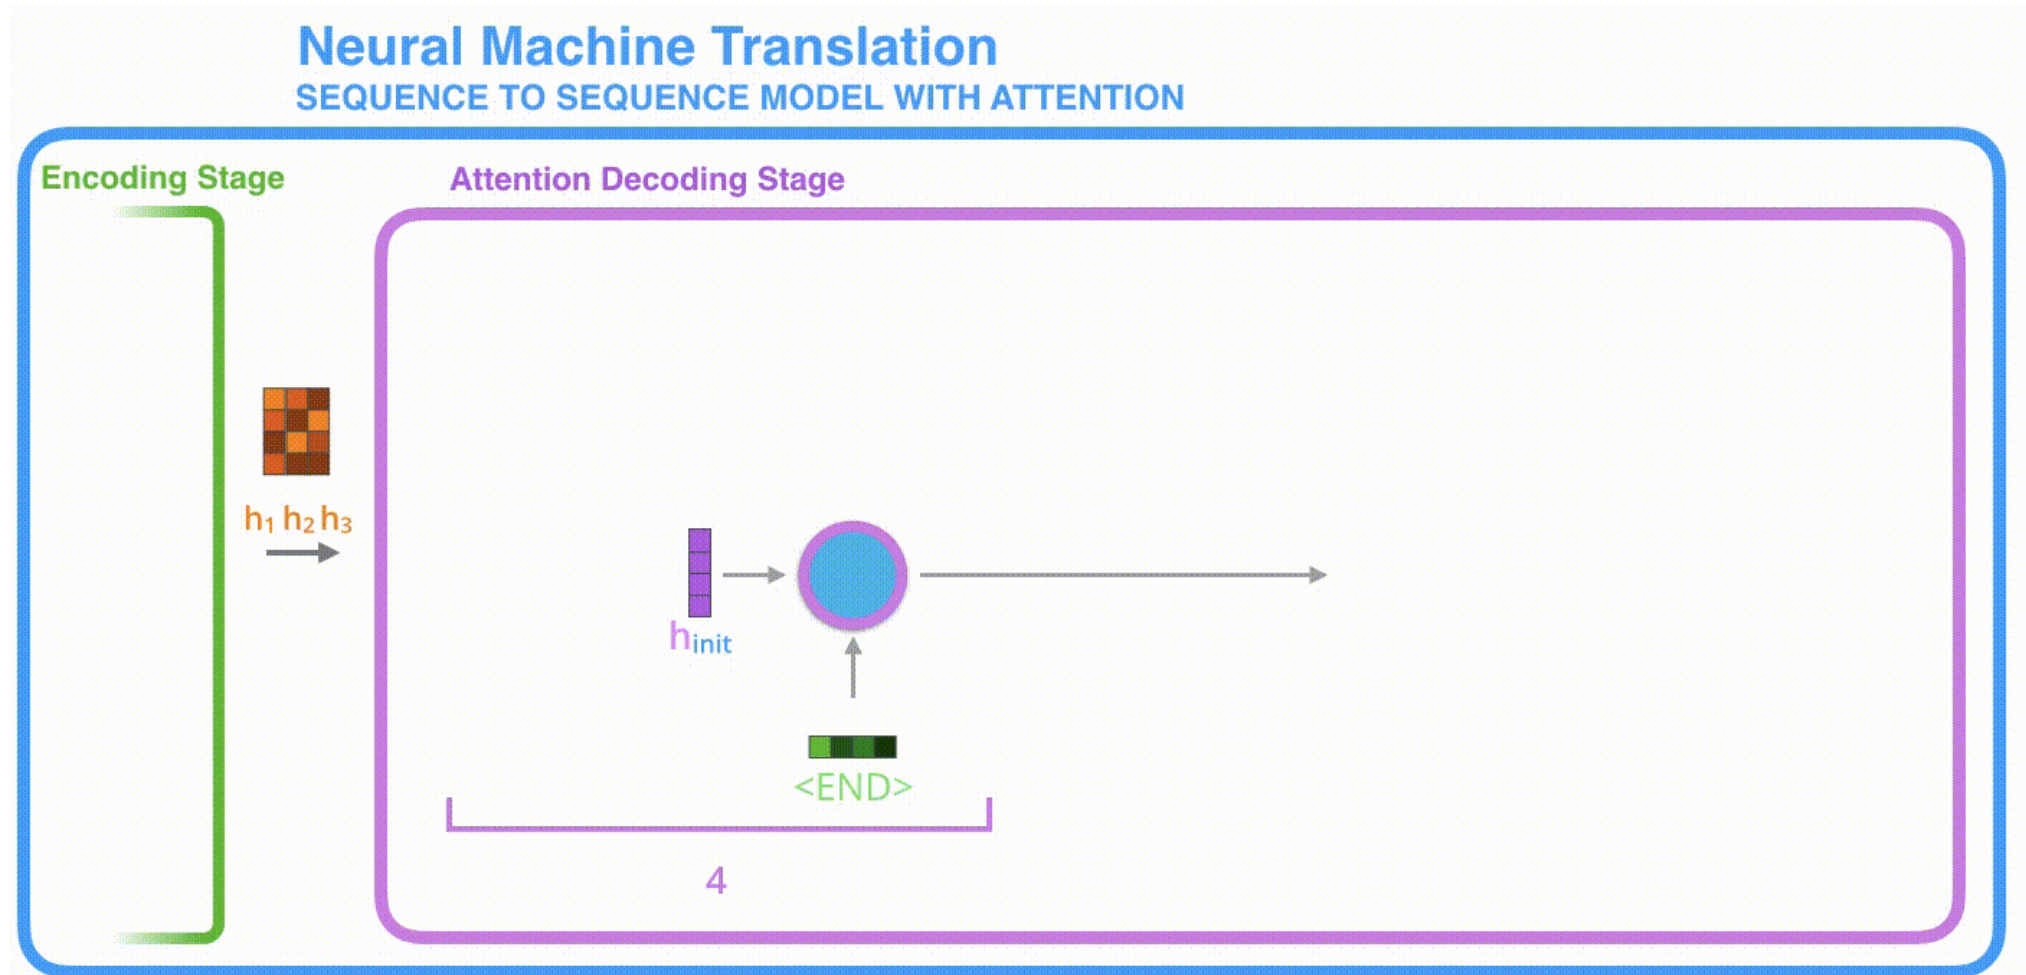 Neural Machine Translation
SEQUENCE TO SEQUENCE MODEL WITH ATTENTION
Encoding Stage
Attention Decoding Stage
h₁ h₂ h₃
hinit
<END>
4